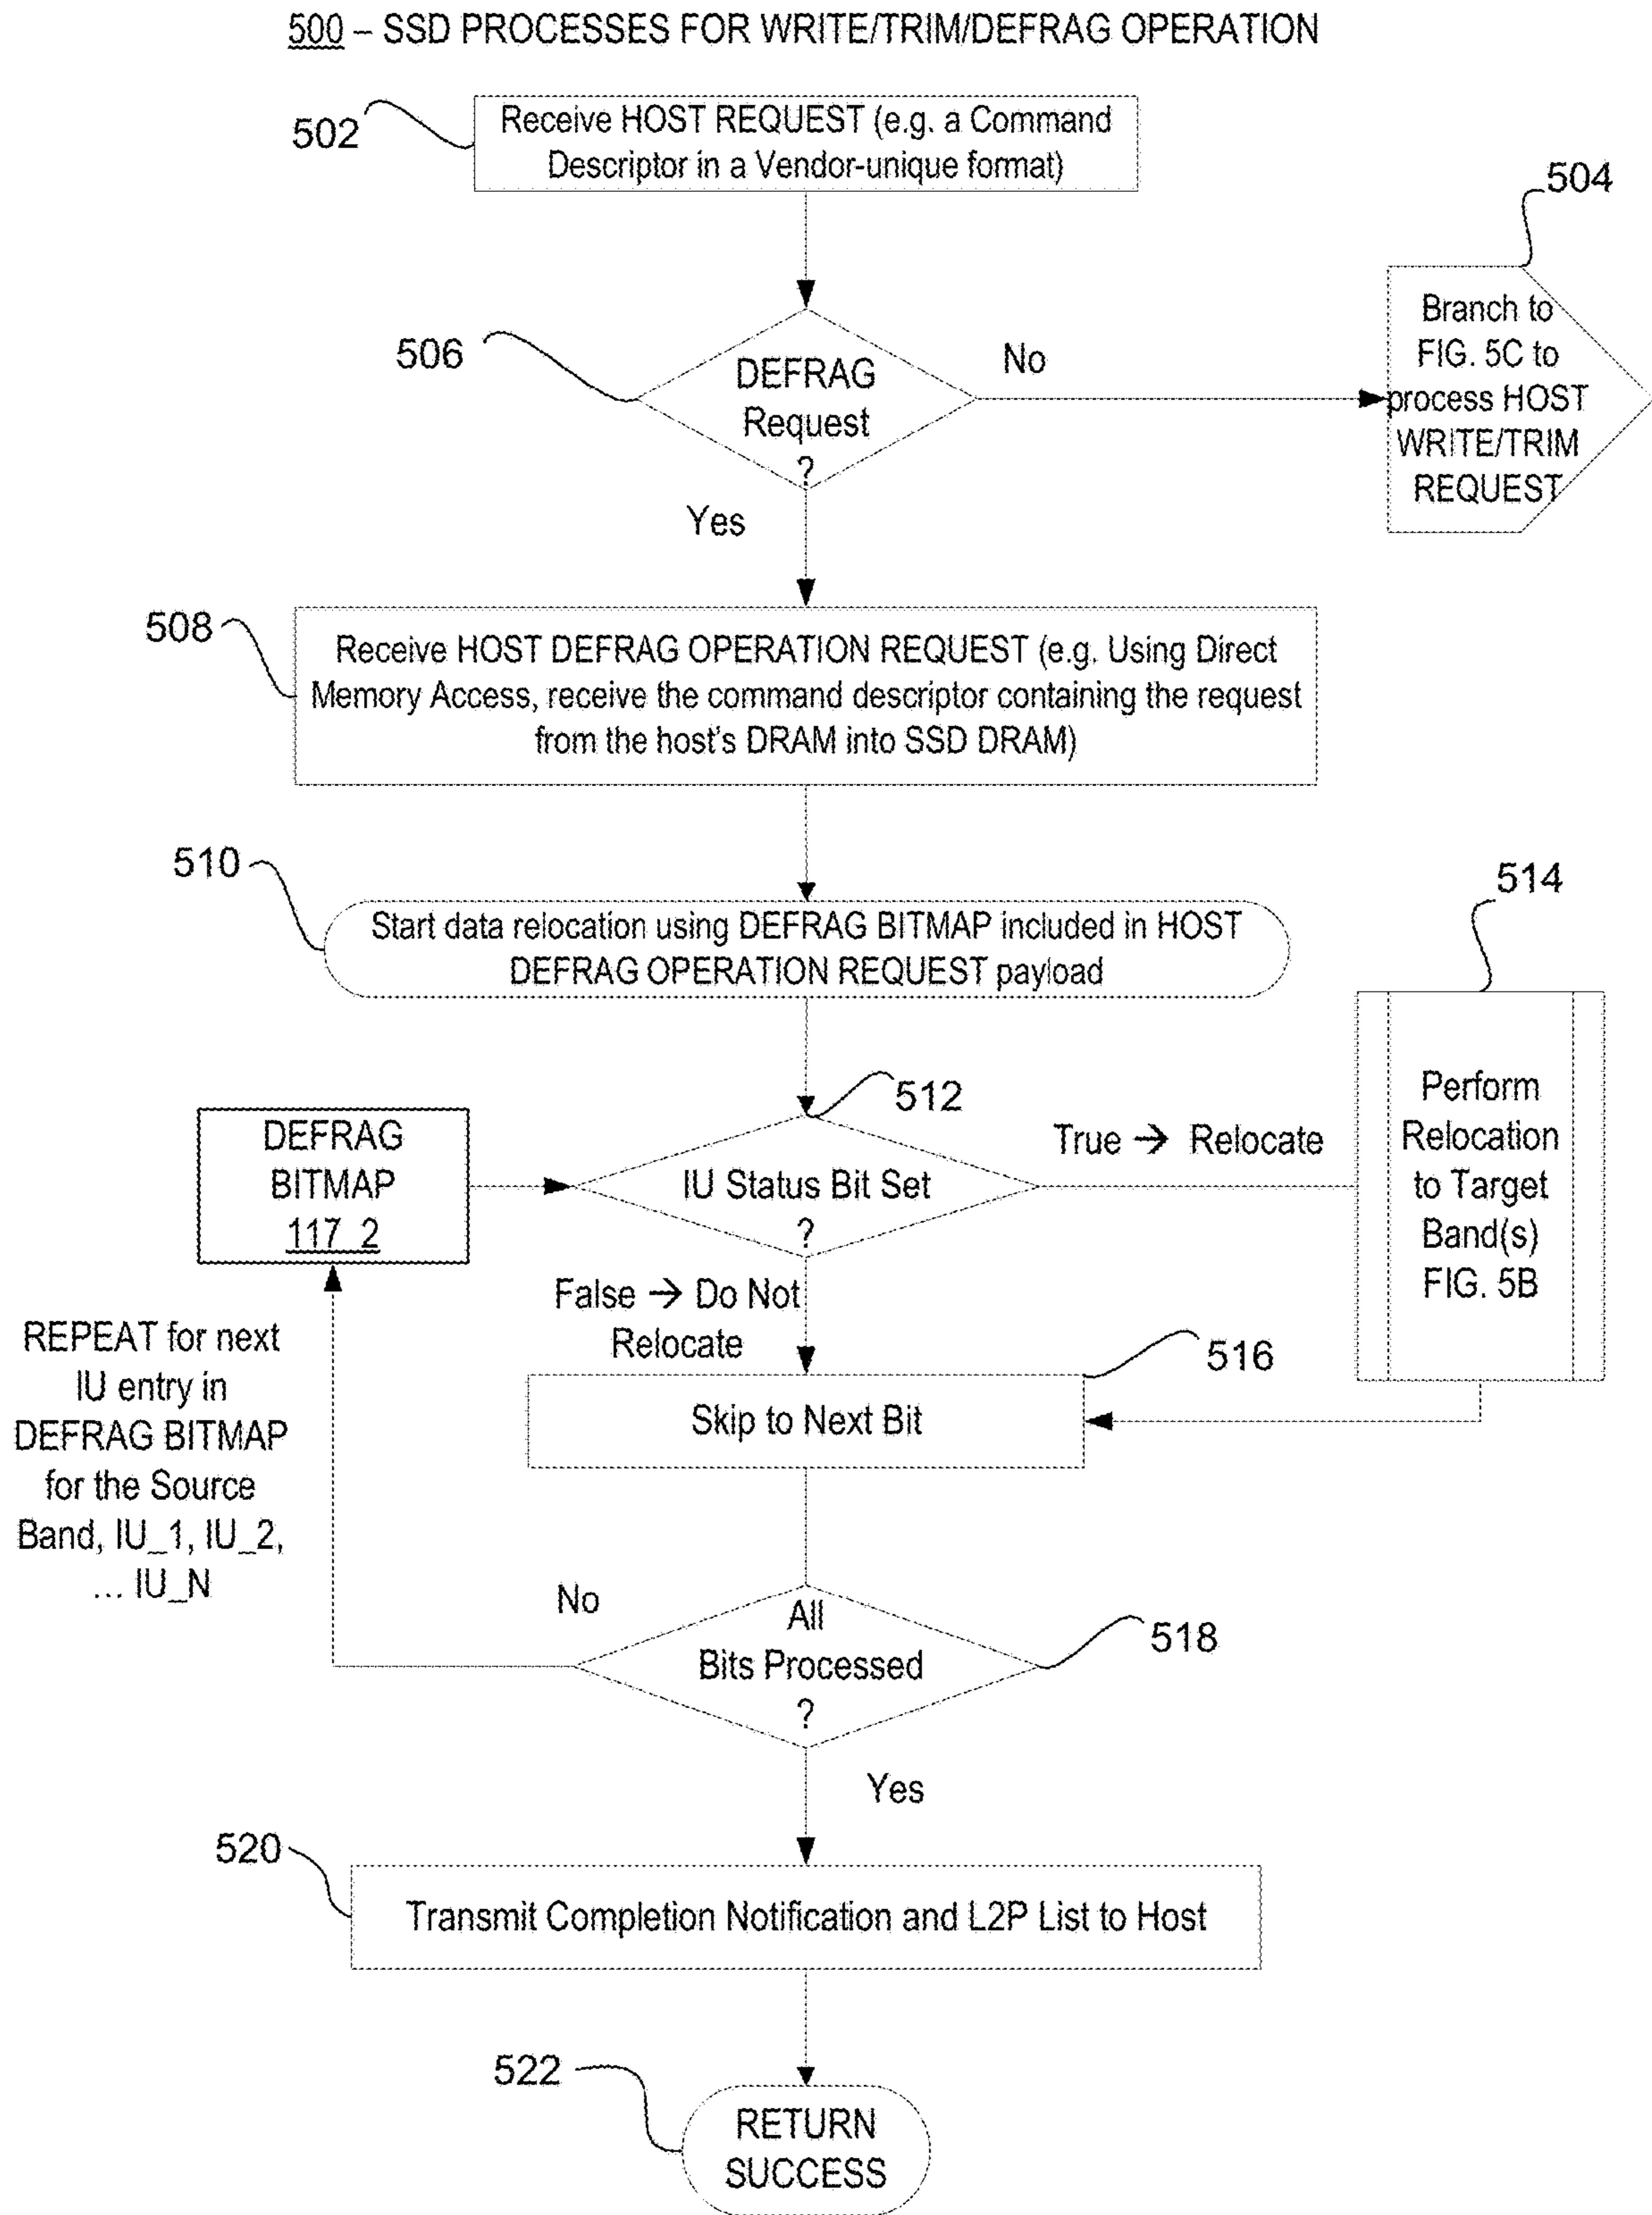 500 – SSD PROCESSES FOR WRITE/TRIM/DEFRAG OPERATION
502
Receive HOST REQUEST (e.g. a Command
Descriptor in a Vendor-unique format)
504
Branch to
FIG. 5C to
process HOST
WRITE/TRIM
REQUEST
506
DEFRAG
Request
?
No
Yes
508
Receive HOST DEFRAG OPERATION REQUEST (e.g. Using Direct
Memory Access, receive the command descriptor containing the request
from the host's DRAM into SSD DRAM)
510
Start data relocation using DEFRAG BITMAP included in HOST
DEFRAG OPERATION REQUEST payload
514
Perform
Relocation
to Target
Band(s)
FIG. 5B
512
DEFRAG
BITMAP
117_2
IU Status Bit Set
?
True → Relocate
False → Do Not
Relocate
516
Skip to Next Bit
REPEAT for next
IU entry in
DEFRAG BITMAP
for the Source
Band, IU_1, IU_2,
... IU_N
No
All
Bits Processed
?
518
Yes
520
Transmit Completion Notification and L2P List to Host
522
RETURN
SUCCESS